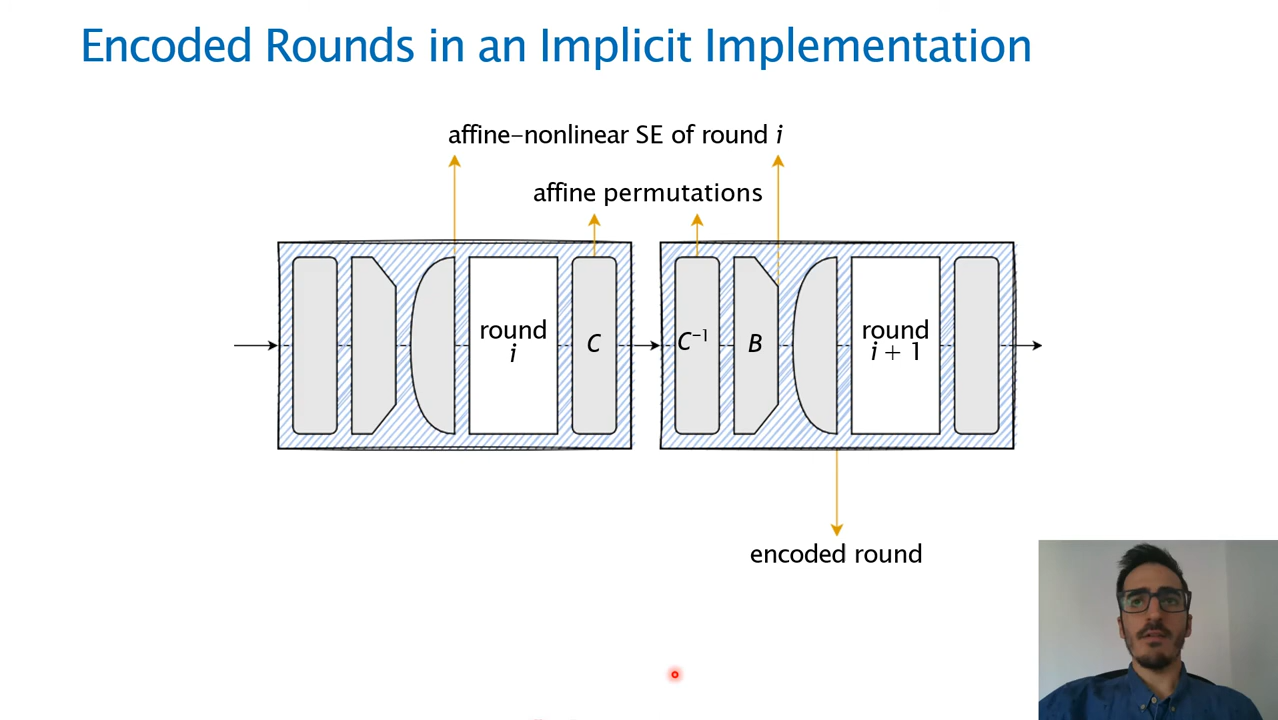 Encoded Rounds in an Implicit Implementation
affine–nonlinear SE of round i
affine permutations
round
i
C
C⁻¹
B
round
i + 1
encoded round